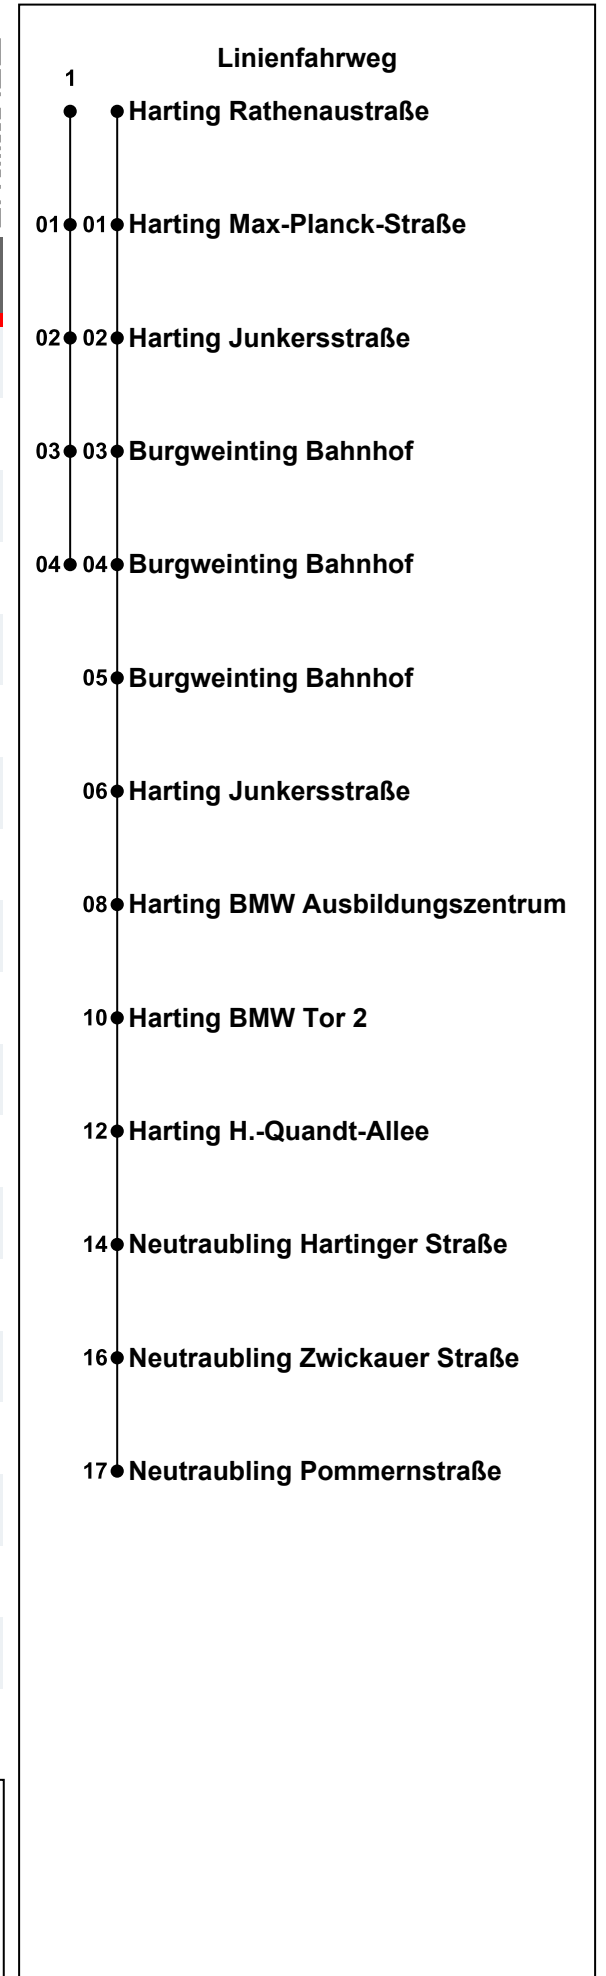 Linienfahrweg
1
Harting Rathenaustraße
01 01 Harting Max-Planck-Straße
02 02 Harting Junkersstraße
03 03 Burgweinting Bahnhof
04 04 Burgweinting Bahnhof
05 Burgweinting Bahnhof
06 Harting Junkersstraße
08 Harting BMW Ausbildungszentrum
10 Harting BMW Tor 2
12 Harting H.-Quandt-Allee
14 Neutraubling Hartinger Straße
16 Neutraubling Zwickauer Straße
17 Neutraubling Pommernstraße